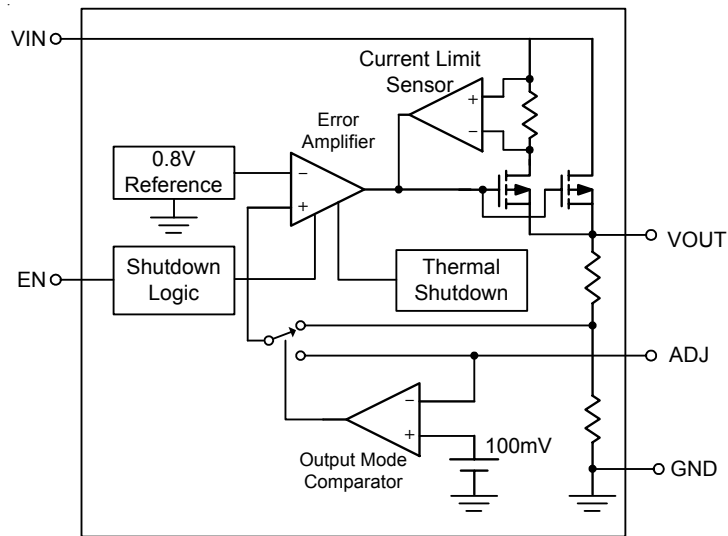 VIN
Current Limit
Sensor
+
−
Error
Amplifier
0.8V
Reference
−
+
VOUT
EN
Shutdown
Logic
Thermal
Shutdown
ADJ
−
+
100mV
Output Mode
Comparator
GND